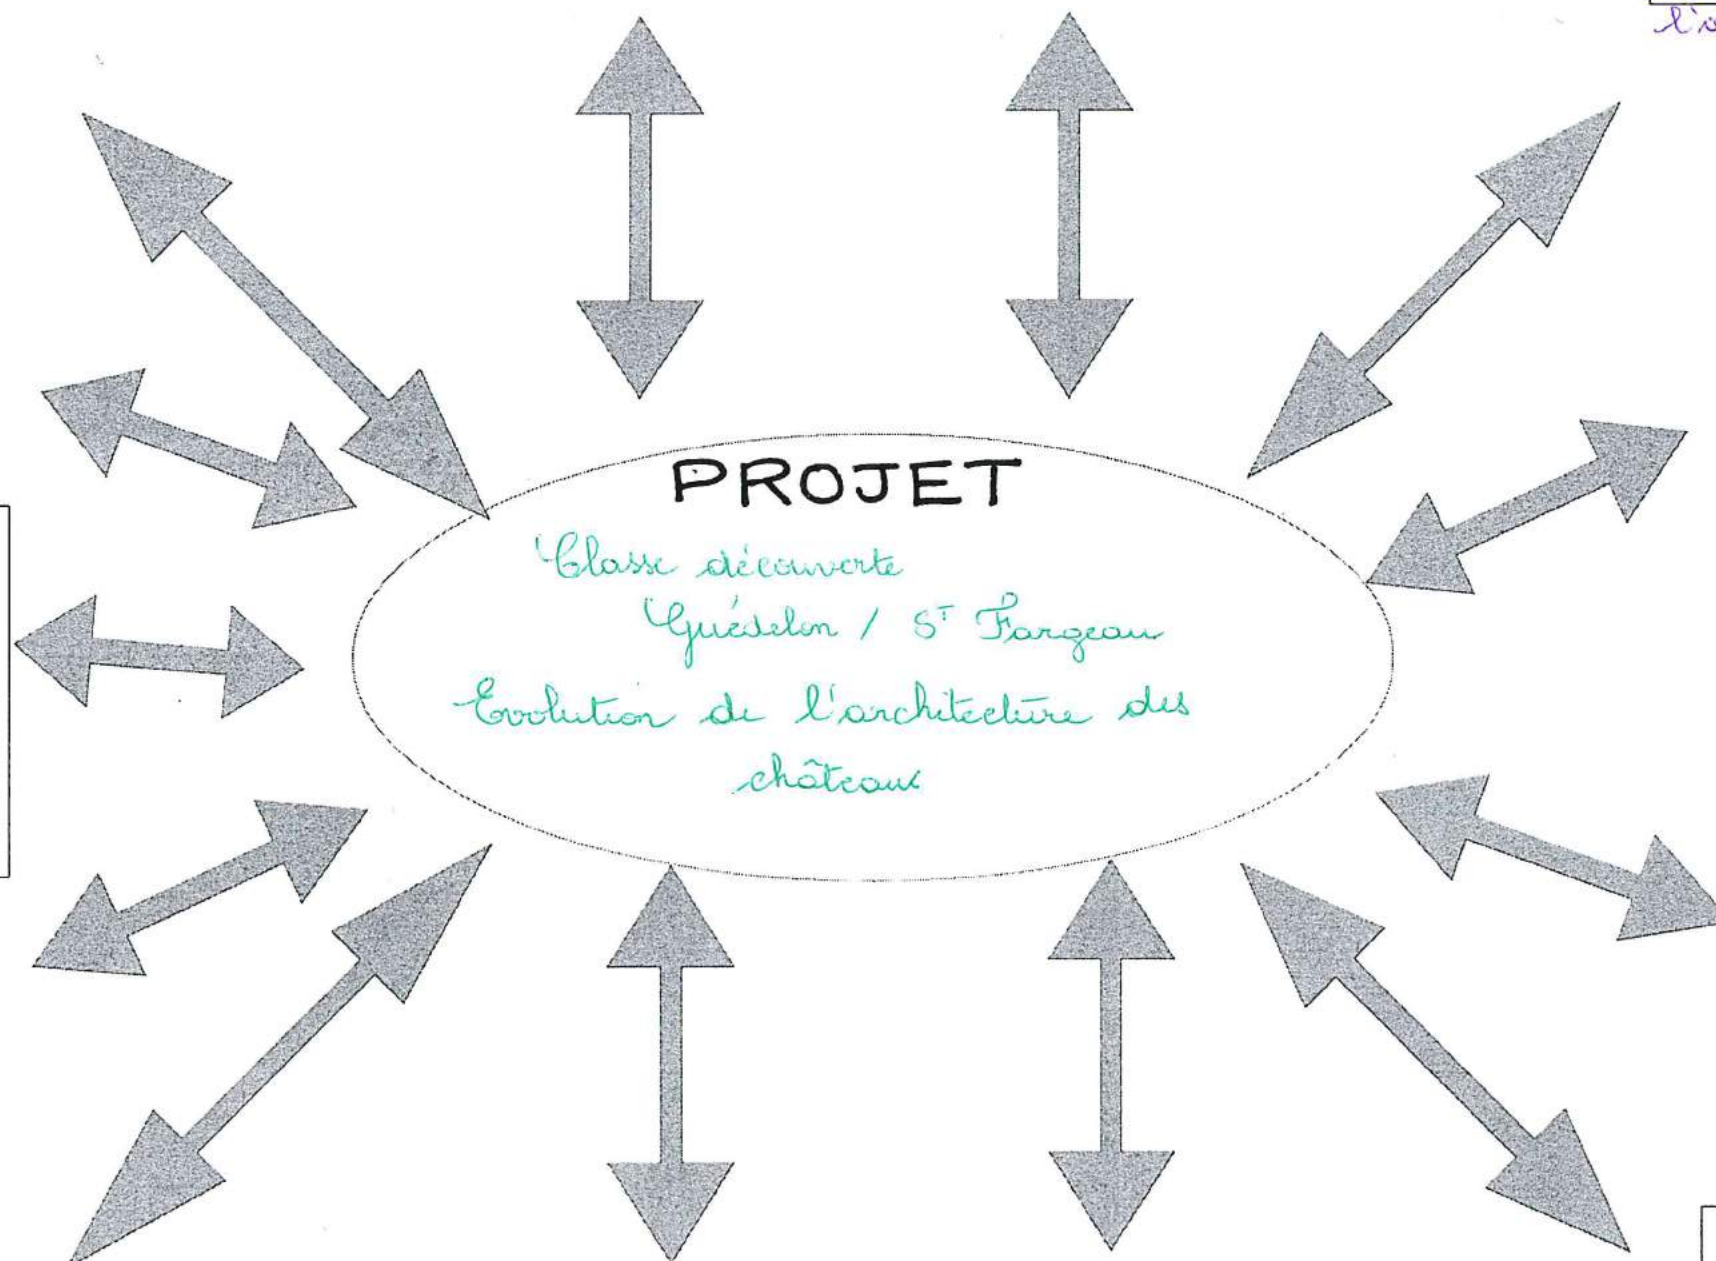 PROJET
Classe découverte
Guédelon / ST Fargeau
Evolution de l'architecture des
châteaux